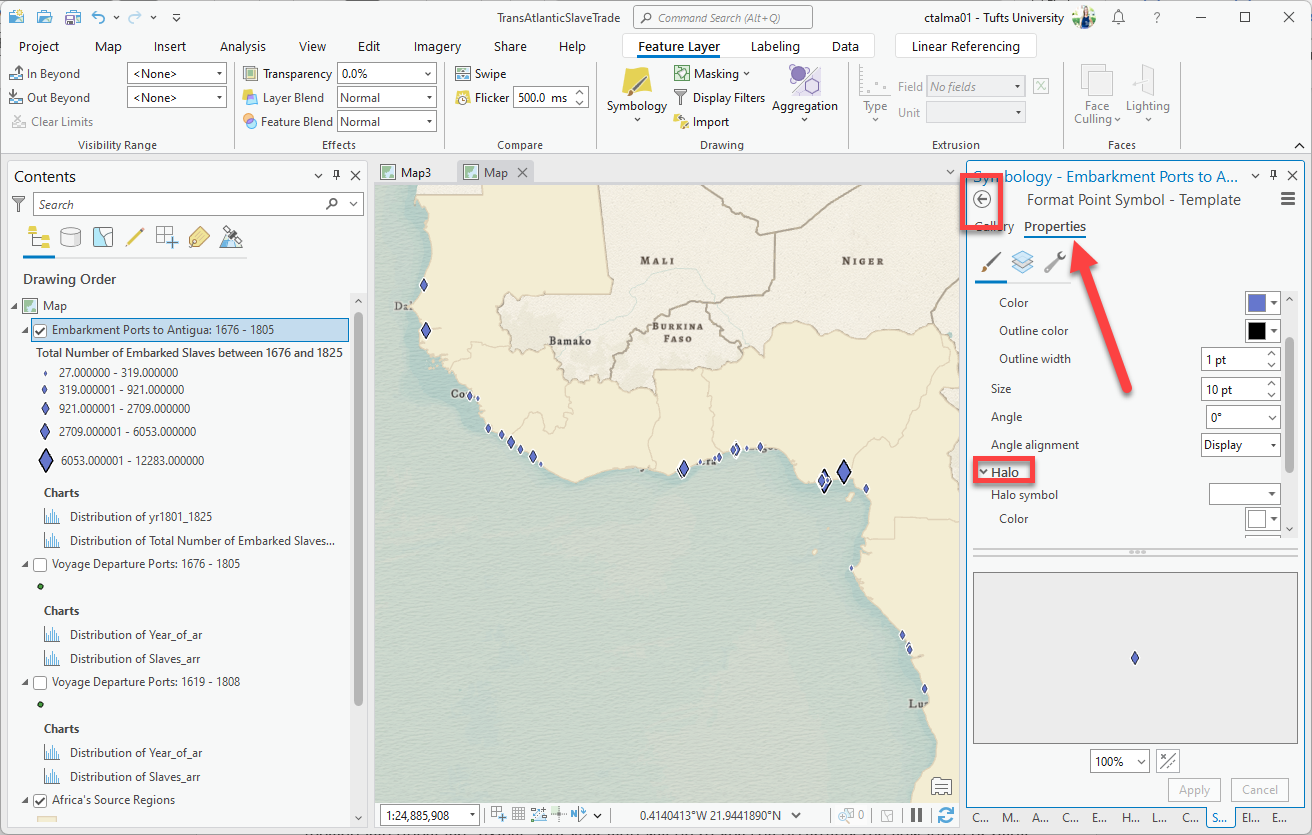 TransAtlanticSlaveTrade
Command Search (Alt+Q)
ctalma01 - Tufts University
?
Project Map Insert Analysis View Edit Imagery Share Help Feature Layer Labeling Data Linear Referencing
In Beyond <None>
Out Beyond <None>
Clear Limits
Visibility Range
Transparency 0.0%
Layer Blend Normal
Feature Blend Normal
Effects
Swipe
Flicker 500.0 ms
Compare
Symbology
Masking
Display Filters
Import
Aggregation
Drawing
Type
Field No fields
Unit
Extrusion
Face Culling
Lighting
Faces
Contents
Search
Drawing Order
Map
Embarkment Ports to Antigua: 1676 - 1805
Total Number of Embarked Slaves between 1676 and 1825
27.000000 - 319.000000
319.000001 - 921.000000
921.000001 - 2709.000000
2709.000001 - 6053.000000
6053.000001 - 12283.000000
Charts
Distribution of yr1801_1825
Distribution of Total Number of Embarked Slaves...
Voyage Departure Ports: 1676 - 1805
Charts
Distribution of Year_of_ar
Distribution of Slaves_arr
Voyage Departure Ports: 1619 - 1808
Charts
Distribution of Year_of_ar
Distribution of Slaves_arr
Africa's Source Regions
Map3 Map
MALI
NIGER
BURKINA
FASO
Bamako
1:24,885,908
0.4140413°W 21.9441890°N
0
Symbology - Embarkment Ports to A...
Format Point Symbol - Template
Gallery Properties
Color
Outline color
Outline width 1 pt
Size 10 pt
Angle 0°
Angle alignment Display
Halo
Halo symbol
Color
100%
Apply Cancel
C... M.. A... C... E... H... L... C... S... El... E...